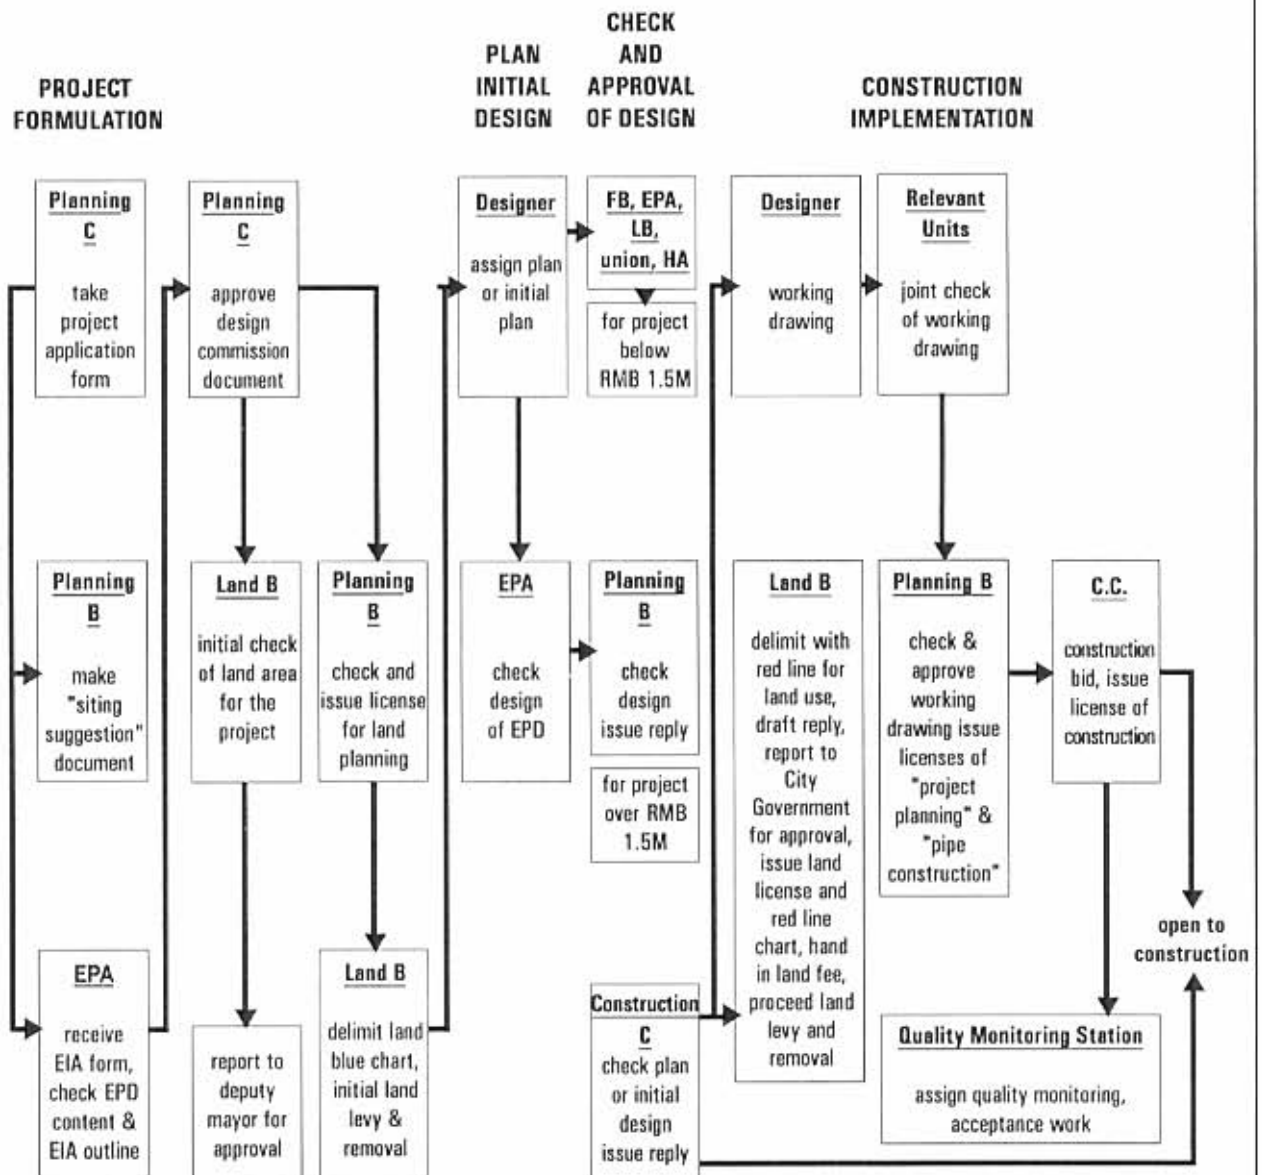 PROJECT
FORMULATION
PLAN
INITIAL
DESIGN
CHECK
AND
APPROVAL
OF DESIGN
CONSTRUCTION
IMPLEMENTATION
Planning
C
take
project
application
form
Planning
C
approve
design
commission
document
Designer
assign plan
or initial
plan
FB, EPA,
LB,
union, HA
for project
below
RMB 1.5M
Designer
working
drawing
Relevant
Units
joint check
of working
drawing
Planning
B
make
"siting
suggestion"
document
Land B
initial check
of land area
for the
project
Planning
B
check and
issue license
for land
planning
EPA
check
design
of EPD
Planning
B
check
design
issue reply
for project
over RMB
1.5M
Land B
delimit with
red line for
land use,
draft reply,
report to
City
Government
for approval,
issue land
license and
red line
chart, hand
in land fee,
proceed land
levy and
removal
Planning B
check &
approve
working
drawing issue
licenses of
"project
planning" &
"pipe
construction"
C.C.
construction
bid, issue
license of
construction
open to
construction
EPA
receive
EIA form,
check EPD
content &
EIA outline
report to
deputy
mayor for
approval
Land B
delimit land
blue chart,
initial land
levy &
removal
Construction
C
check plan
or initial
design
issue reply
Quality Monitoring Station
assign quality monitoring,
acceptance work